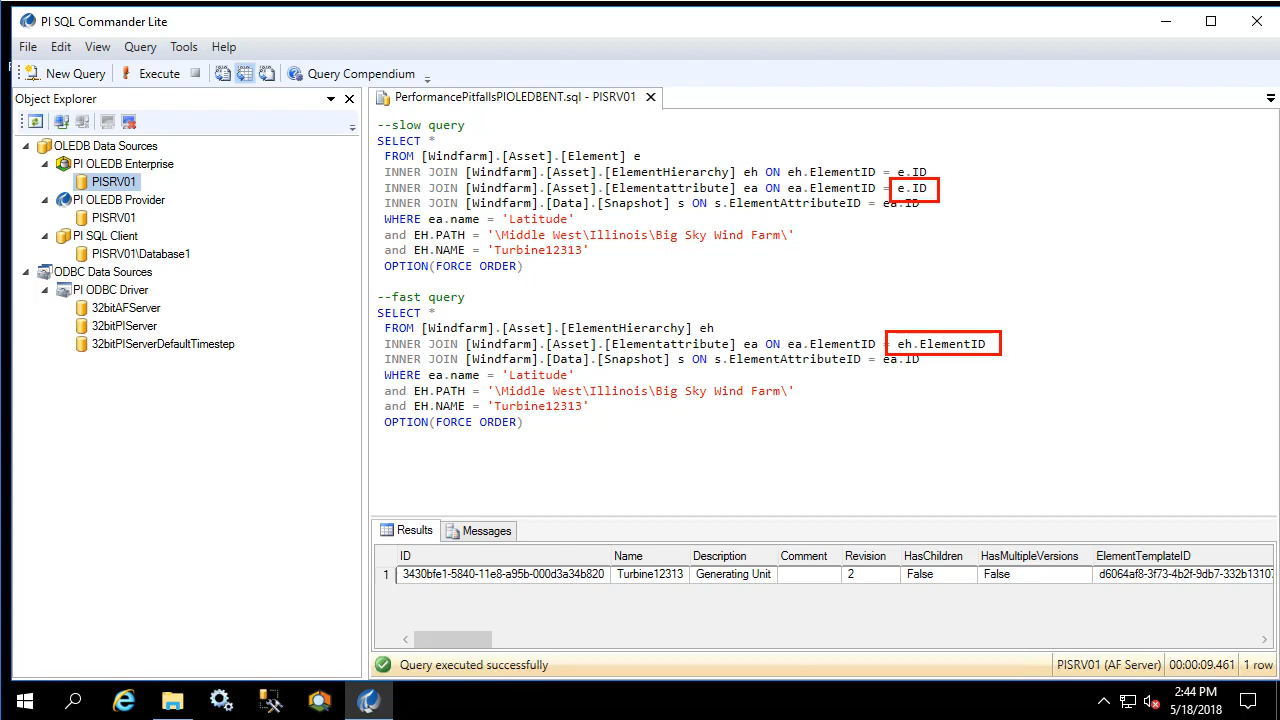 PI SQL Commander Lite
File Edit View Query Tools Help
New Query Execute Query Compendium
Object Explorer
OLEDB Data Sources
PI OLEDB Enterprise
PISRV01
PI OLEDB Provider
PISRV01
PI SQL Client
PISRV01\Database1
ODBC Data Sources
PI ODBC Driver
32bitAFServer
32bitPIServer
32bitPIServerDefaultTimestep
PerformancePitfallsPIOLEDBENT.sql - PISRV01
--slow query
SELECT *
FROM [Windfarm].[Asset].[Element] e
INNER JOIN [Windfarm].[Asset].[ElementHierarchy] eh ON eh.ElementID = e.ID
INNER JOIN [Windfarm].[Asset].[Elementattribute] ea ON ea.ElementID = e.ID
INNER JOIN [Windfarm].[Data].[Snapshot] s ON s.ElementAttributeID = ea.ID
WHERE ea.name = 'Latitude'
and EH.PATH = '\Middle West\Illinois\Big Sky Wind Farm\'
and EH.NAME = 'Turbine12313'
OPTION(FORCE ORDER)
--fast query
SELECT *
FROM [Windfarm].[Asset].[ElementHierarchy] eh
INNER JOIN [Windfarm].[Asset].[Elementattribute] ea ON ea.ElementID = eh.ElementID
INNER JOIN [Windfarm].[Data].[Snapshot] s ON s.ElementAttributeID = ea.ID
WHERE ea.name = 'Latitude'
and EH.PATH = '\Middle West\Illinois\Big Sky Wind Farm\'
and EH.NAME = 'Turbine12313'
OPTION(FORCE ORDER)
Results Messages
ID Name Description Comment Revision HasChildren HasMultipleVersions ElementTemplateID
1 3430bfe1-5840-11e8-a95b-000d3a34b820 Turbine12313 Generating Unit 2 False False d6064af8-3f73-4b2f-9db7-332b13107
Query executed successfully PISRV01 (AF Server) 00:00:09.461 1 row
2:44 PM
5/18/2018